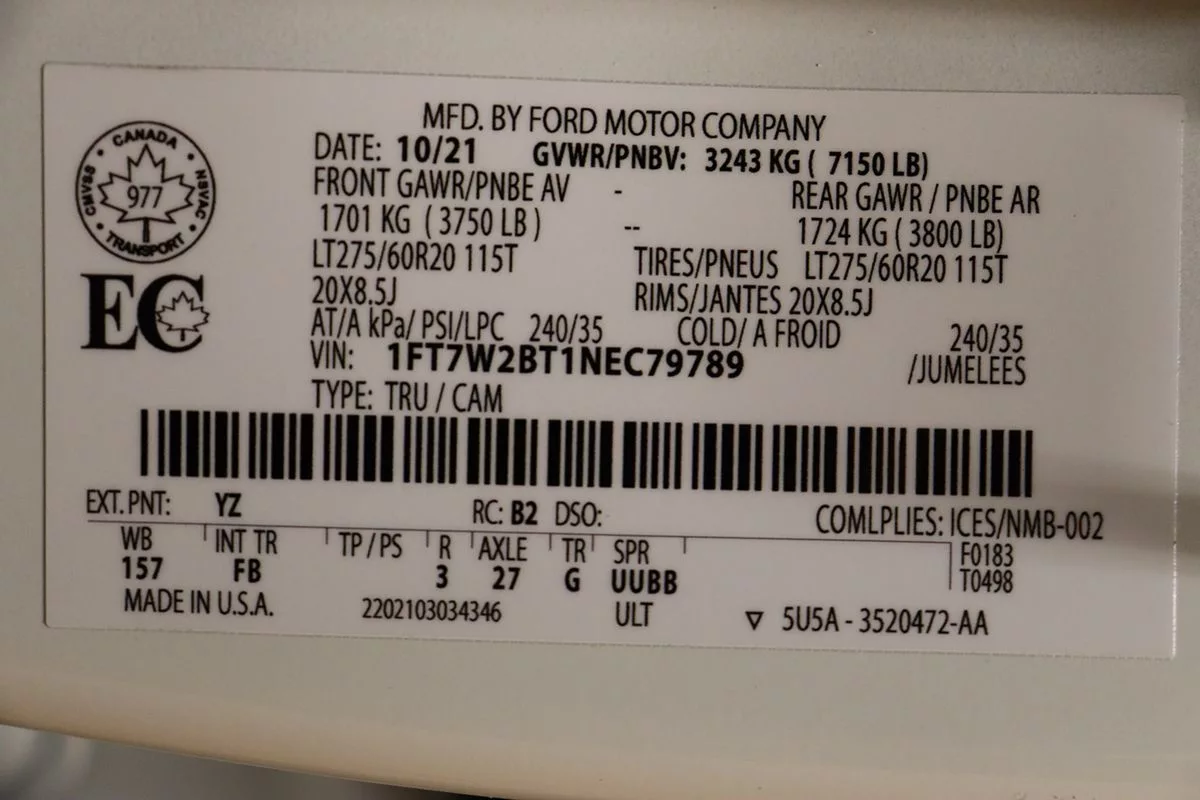 MFD. BY FORD MOTOR COMPANY
DATE: 10/21 GVWR/PNBV: 3243 KG ( 7150 LB)
FRONT GAWR/PNBE AV - REAR GAWR / PNBE AR
1701 KG ( 3750 LB ) -- 1724 KG ( 3800 LB)
LT275/60R20 115T TIRES/PNEUS LT275/60R20 115T
20X8.5J RIMS/JANTES 20X8.5J
AT/A kPa/ PSI/LPC 240/35 COLD/ A FROID 240/35
VIN: 1FT7W2BT1NEC79789 /JUMELEES
TYPE: TRU / CAM
CANADA
CMVSS 977 NSVAC
TRANSPORT
EC
EXT. PNT: YZ RC: B2 DSO: COMLPLIES: ICES/NMB-002
WB INT TR TP / PS R AXLE TR SPR F0183
157 FB 3 27 G UUBB T0498
MADE IN U.S.A. 2202103034346 ULT ▽ 5U5A - 3520472-AA